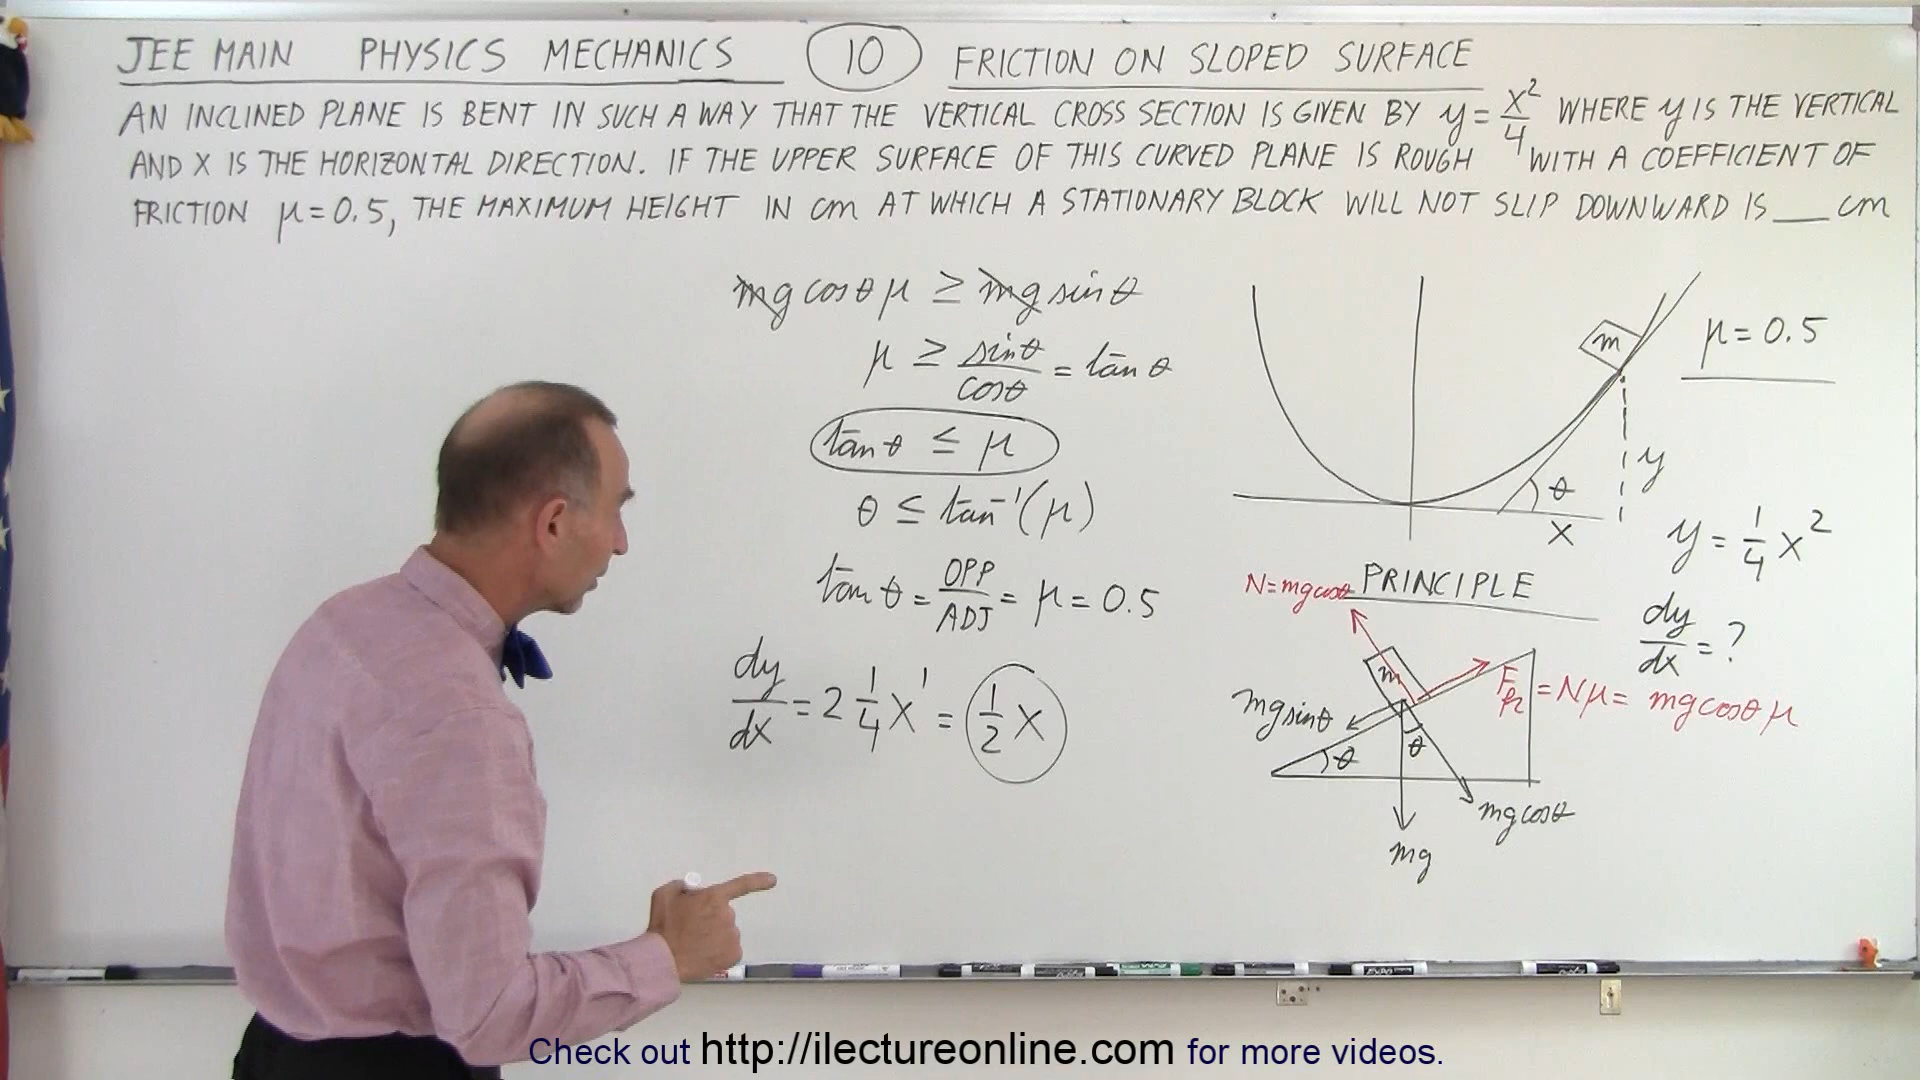 JEE MAIN PHYSICS MECHANICS 10 FRICTION ON SLOPED SURFACE
AN INCLINED PLANE IS BENT IN SUCH A WAY THAT THE VERTICAL CROSS SECTION IS GIVEN BY y = x²/4 WHERE y IS THE VERTICAL
AND X IS THE HORIZONTAL DIRECTION. IF THE UPPER SURFACE OF THIS CURVED PLANE IS ROUGH WITH A COEFFICIENT OF
FRICTION μ = 0.5, THE MAXIMUM HEIGHT IN cm AT WHICH A STATIONARY BLOCK WILL NOT SLIP DOWNWARD IS ___ cm
mg cosθ μ ≥ mg sinθ
μ ≥ sinθ/cosθ = tanθ
tanθ ≤ μ
θ ≤ tan⁻¹(μ)
tanθ = OPP/ADJ = μ = 0.5
dy/dx = 2 1/4 x¹ = 1/2 x
m
μ = 0.5
y
θ
x
y = 1/4 x²
dy/dx = ?
PRINCIPLE
N = mg cosθ
m
Ffr = Nμ = mg cosθ μ
mg sinθ
θ
θ
mg cosθ
mg
Check out http://ilectureonline.com for more videos.